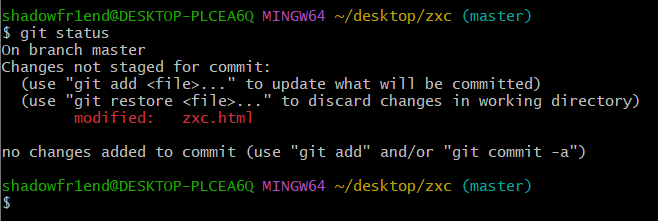 shadowfr1end@DESKTOP-PLCEA6Q MINGW64 ~/desktop/zxc (master)
$ git status
On branch master
Changes not staged for commit:
  (use "git add <file>..." to update what will be committed)
  (use "git restore <file>..." to discard changes in working directory)
        modified:   zxc.html

no changes added to commit (use "git add" and/or "git commit -a")

shadowfr1end@DESKTOP-PLCEA6Q MINGW64 ~/desktop/zxc (master)
$